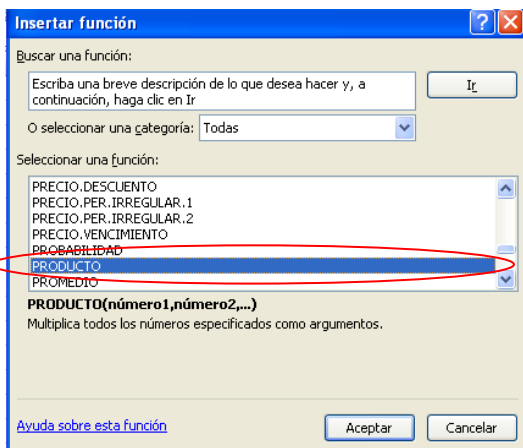 Insertar función
Buscar una función:
Escriba una breve descripción de lo que desea hacer y, a
continuación, haga clic en Ir
Ir
O seleccionar una categoría: Todas
Seleccionar una función:
PRECIO.DESCUENTO
PRECIO.PER.IRREGULAR.1
PRECIO.PER.IRREGULAR.2
PRECIO.VENCIMIENTO
PROBABILIDAD
PRODUCTO
PROMEDIO
PRODUCTO(número1,número2,...)
Multiplica todos los números especificados como argumentos.
Ayuda sobre esta función
Aceptar
Cancelar